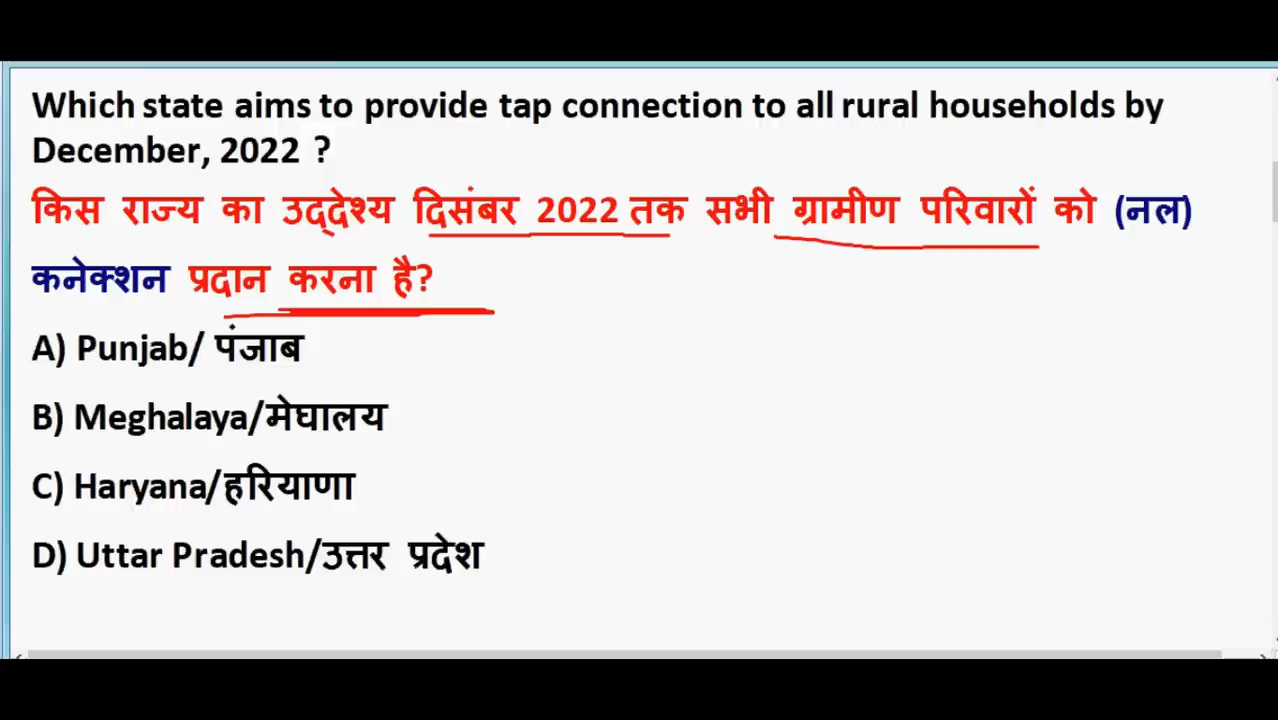 Which state aims to provide tap connection to all rural households by
December, 2022 ?
किस राज्य का उद्देश्य दिसंबर 2022 तक सभी ग्रामीण परिवारों को (नल)
कनेक्शन प्रदान करना है?
A) Punjab/ पंजाब
B) Meghalaya/मेघालय
C) Haryana/हरियाणा
D) Uttar Pradesh/उत्तर प्रदेश